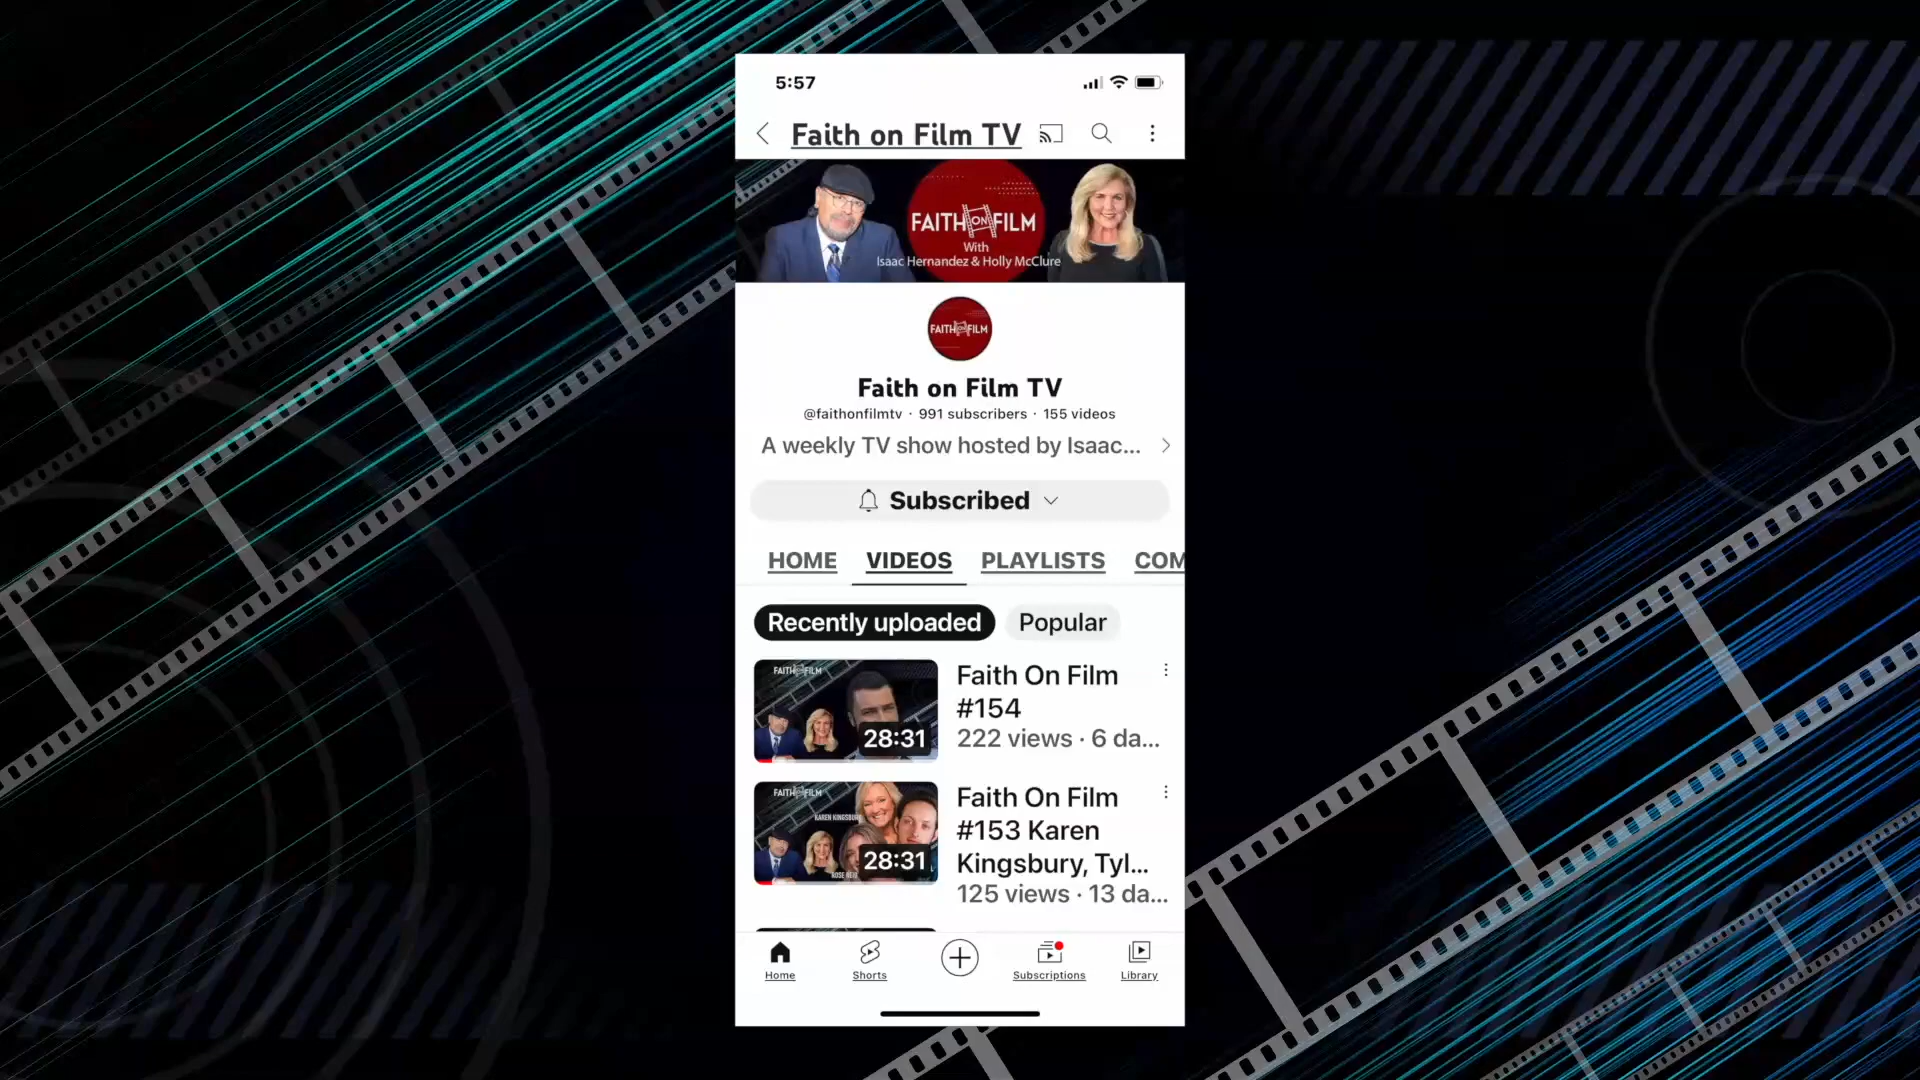 5:57
Faith on Film TV
FAITH ON FILM
With
Isaac Hernandez & Holly McClure
FAITH ON FILM
Faith on Film TV
@faithonfilmtv · 991 subscribers · 155 videos
A weekly TV show hosted by Isaac...
Subscribed
HOME VIDEOS PLAYLISTS COM
Recently uploaded Popular
FAITH ON FILM
28:31
Faith On Film
#154
222 views · 6 da...
FAITH ON FILM
KAREN KINGSBURY
ROSE REID
28:31
Faith On Film
#153 Karen
Kingsbury, Tyl...
125 views · 13 da...
Home Shorts Subscriptions Library